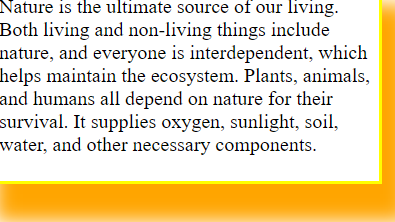 Nature is the ultimate source of our living.
Both living and non-living things include
nature, and everyone is interdependent, which
helps maintain the ecosystem. Plants, animals,
and humans all depend on nature for their
survival. It supplies oxygen, sunlight, soil,
water, and other necessary components.